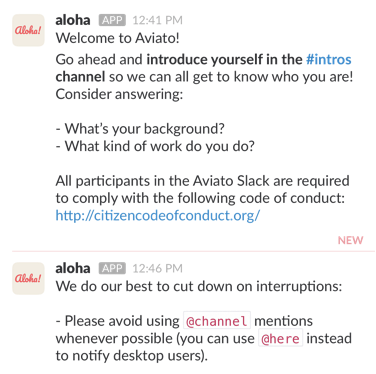 Aloha!
aloha APP 12:41 PM
Welcome to Aviato!
Go ahead and introduce yourself in the #intros
channel so we can all get to know who you are!
Consider answering:
- What's your background?
- What kind of work do you do?
All participants in the Aviato Slack are required
to comply with the following code of conduct:
http://citizencodeofconduct.org/
NEW
Aloha!
aloha APP 12:46 PM
We do our best to cut down on interruptions:
- Please avoid using @channel mentions
whenever possible (you can use @here instead
to notify desktop users).